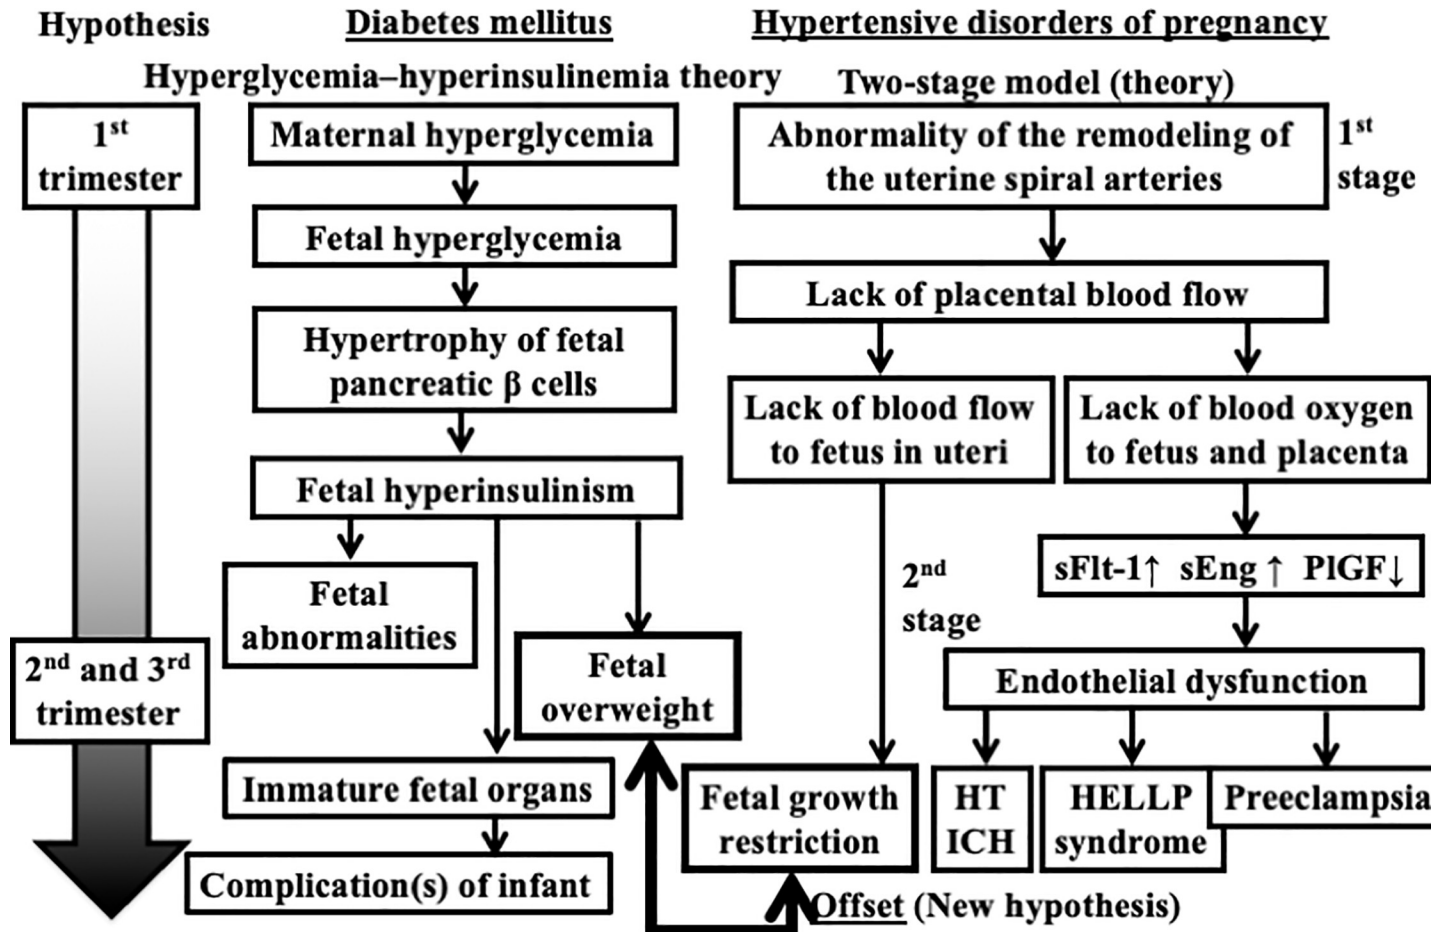 Hypothesis
Diabetes mellitus
Hypertensive disorders of pregnancy
Hyperglycemia–hyperinsulinemia theory
Two-stage model (theory)
1st
trimester
2nd and 3rd
trimester
Maternal hyperglycemia
Fetal hyperglycemia
Hypertrophy of fetal
pancreatic β cells
Fetal hyperinsulinism
Fetal
abnormalities
Fetal
overweight
Immature fetal organs
Complication(s) of infant
Abnormality of the remodeling of
the uterine spiral arteries
1st
stage
Lack of placental blood flow
Lack of blood flow
to fetus in uteri
Lack of blood oxygen
to fetus and placenta
2nd
stage
sFlt-1↑ sEng ↑ PlGF↓
Endothelial dysfunction
Fetal growth
restriction
HT
ICH
HELLP
syndrome
Preeclampsia
Offset (New hypothesis)